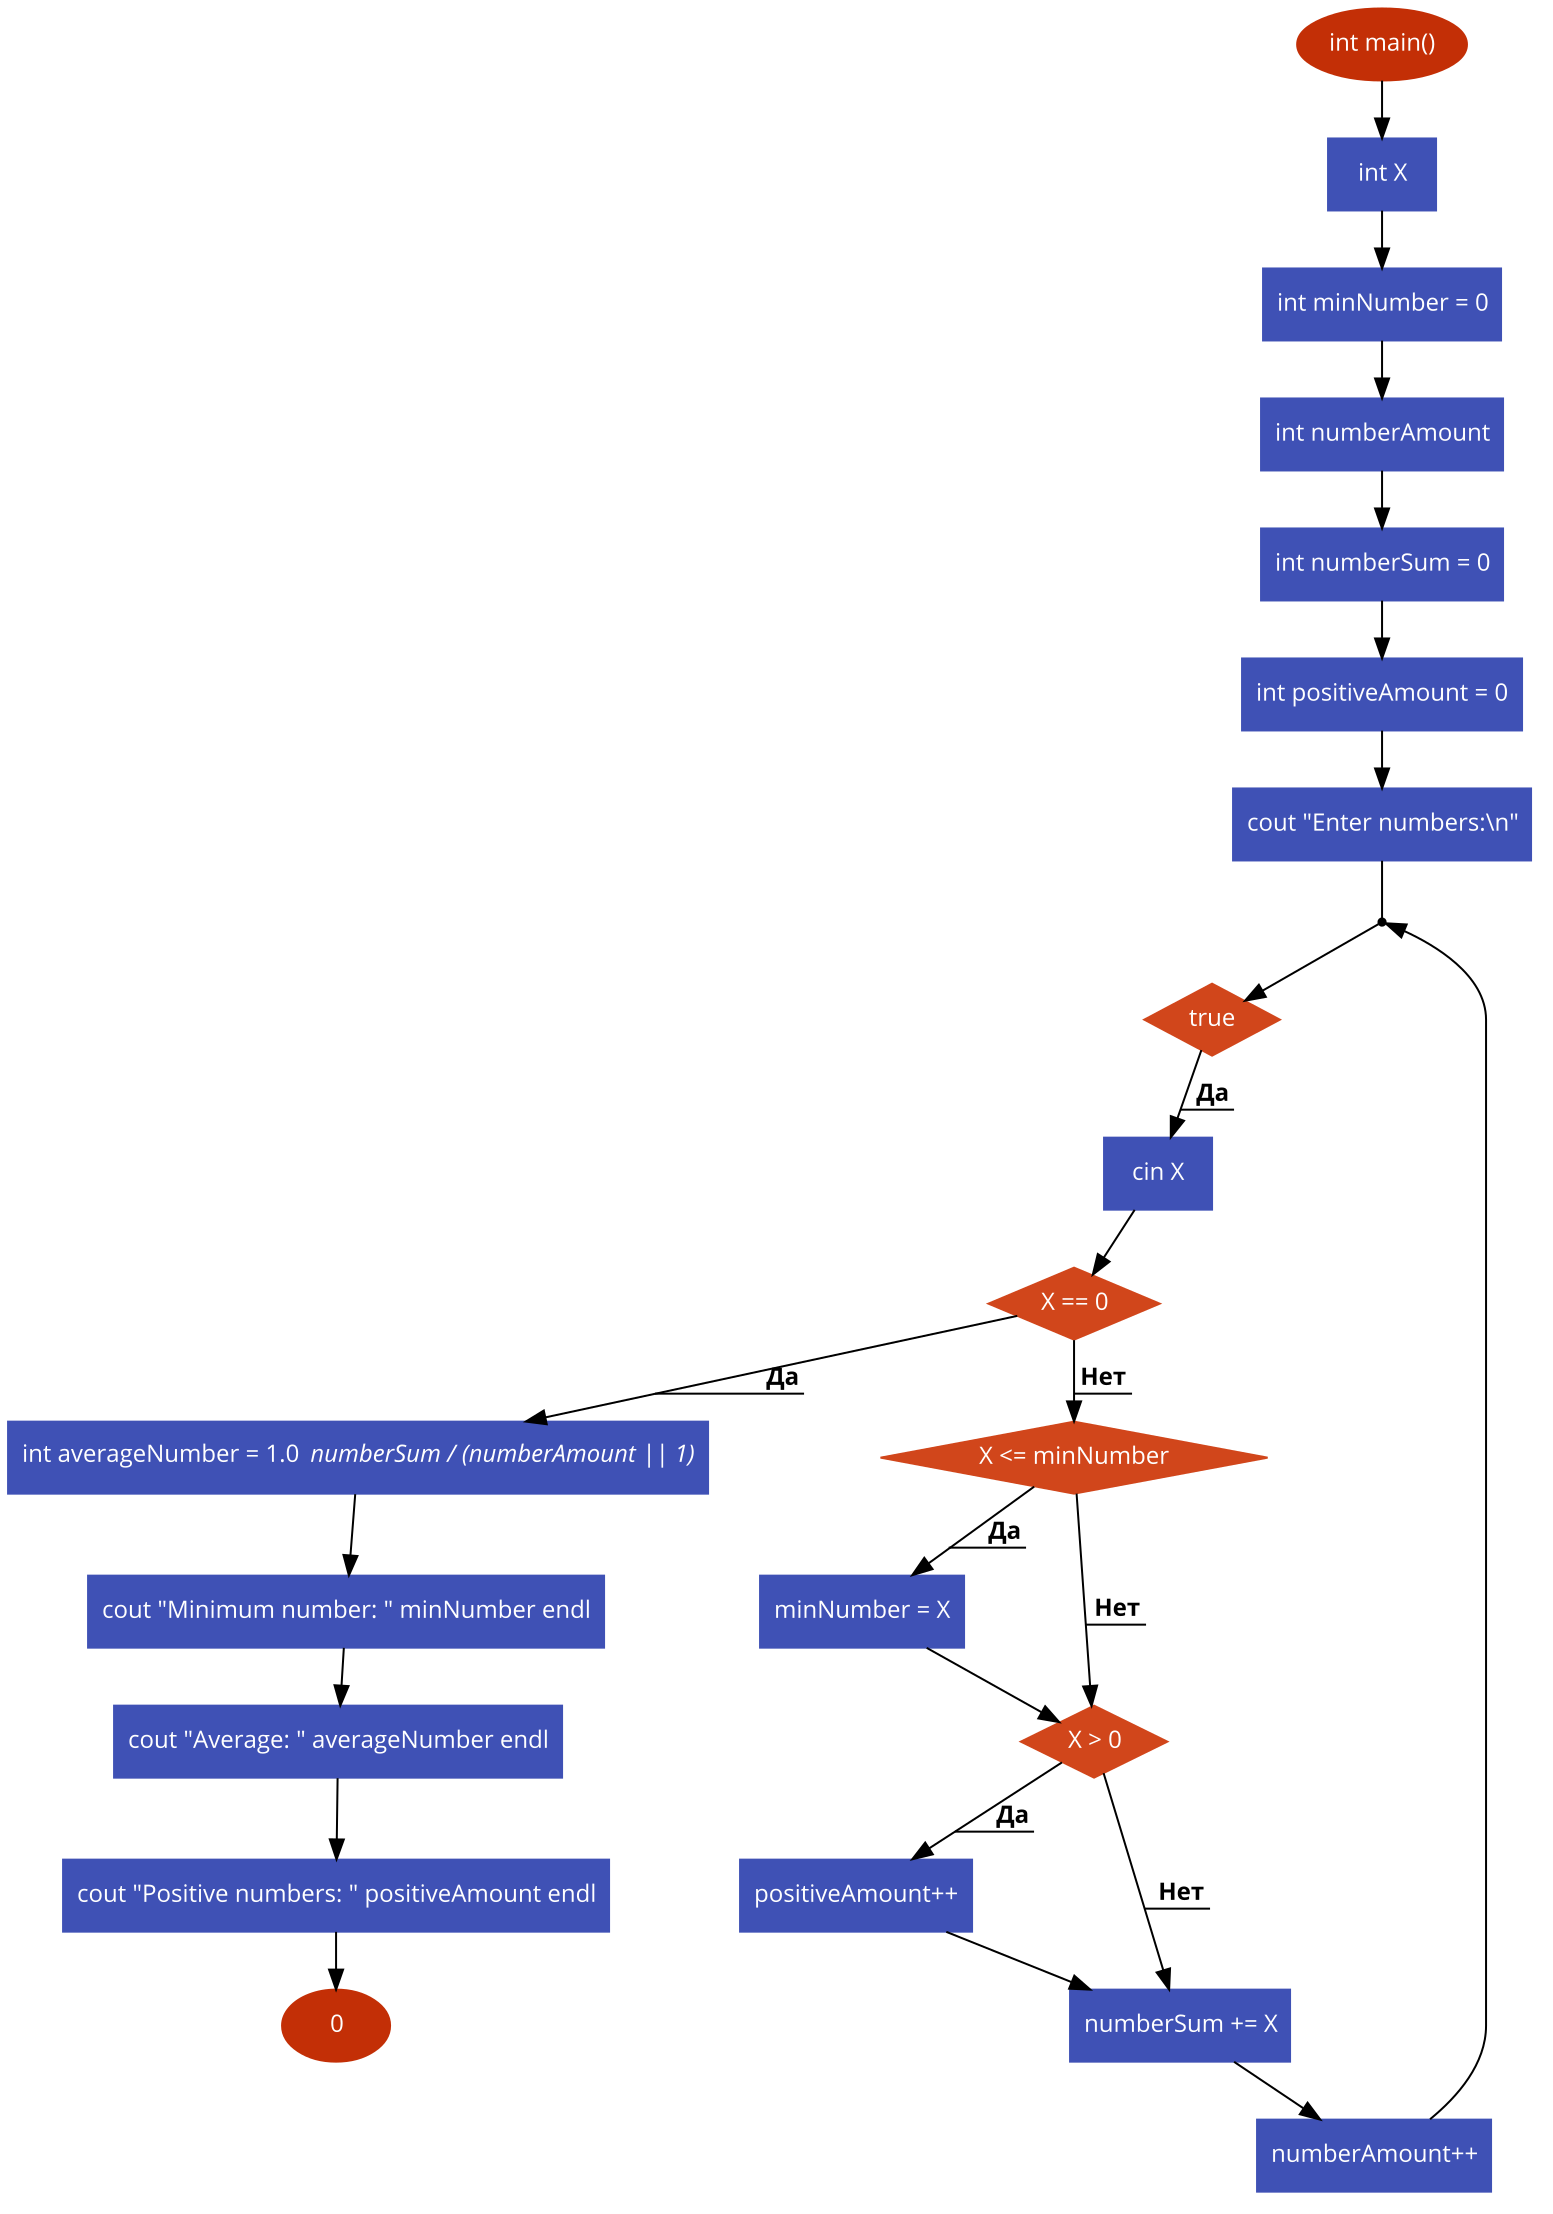 int main()
int X
int minNumber = 0
int numberAmount
int numberSum = 0
int positiveAmount = 0
cout "Enter numbers:\n"
true
Да
cin X
X == 0
Да
Нет
int averageNumber = 1.0 numberSum / (numberAmount || 1)
X <= minNumber
Да
cout "Minimum number: " minNumber endl
minNumber = X
Нет
cout "Average: " averageNumber endl
X > 0
Да
cout "Positive numbers: " positiveAmount endl
positiveAmount++
Нет
0
numberSum += X
numberAmount++